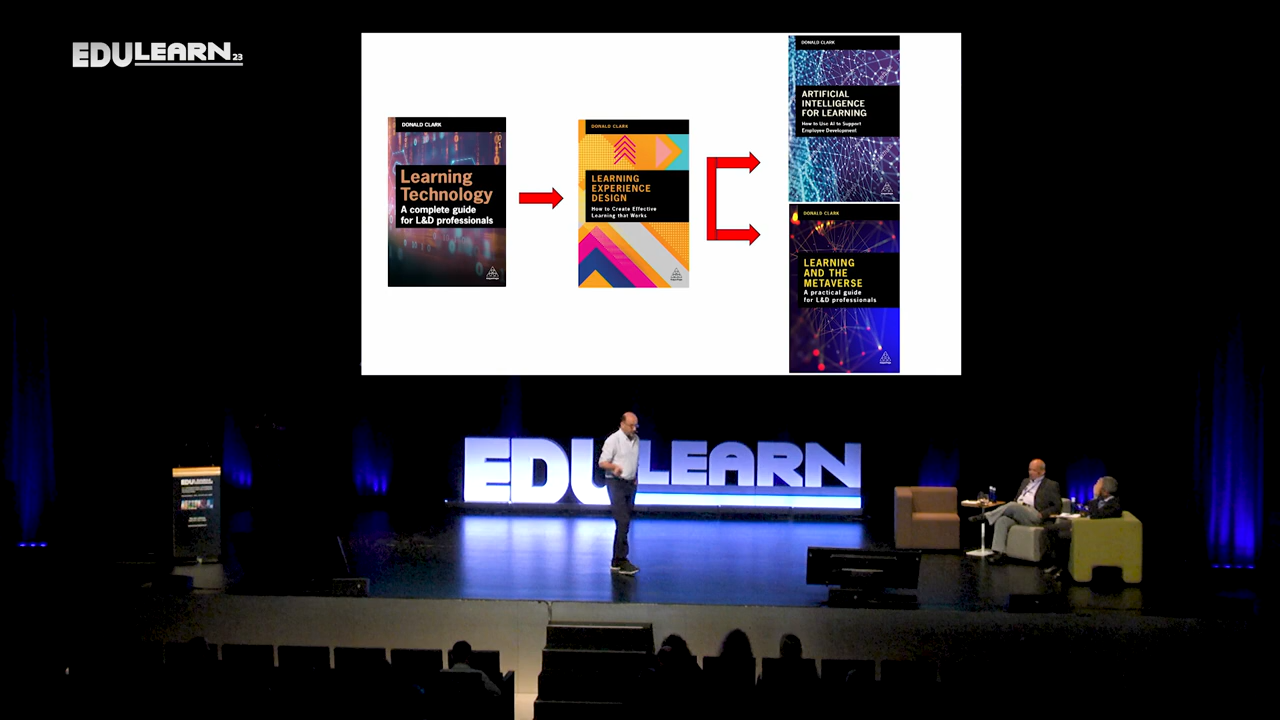 EDULEARN23
DONALD CLARK
Learning
Technology
A complete guide
for L&D professionals
DONALD CLARK
LEARNING
EXPERIENCE
DESIGN
How to Create Effective
Learning that Works
DONALD CLARK
ARTIFICIAL
INTELLIGENCE
FOR LEARNING
How to Use AI to Support
Employee Development
DONALD CLARK
LEARNING
AND THE
METAVERSE
A practical guide
for L&D professionals
EDULEARN